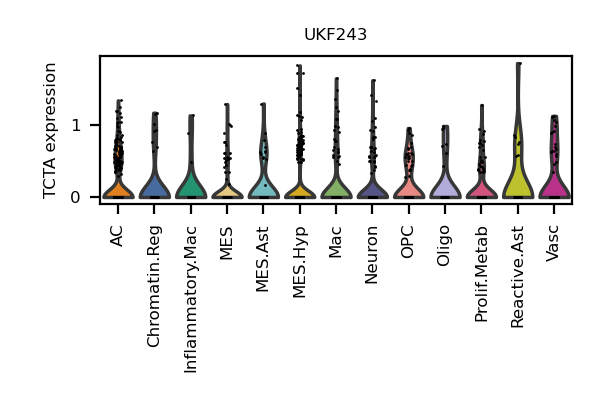 UKF243
TCTA expression
1
0
AC
Chromatin.Reg
Inflammatory.Mac
MES
MES.Ast
MES.Hyp
Mac
Neuron
OPC
Oligo
Prolif.Metab
Reactive.Ast
Vasc